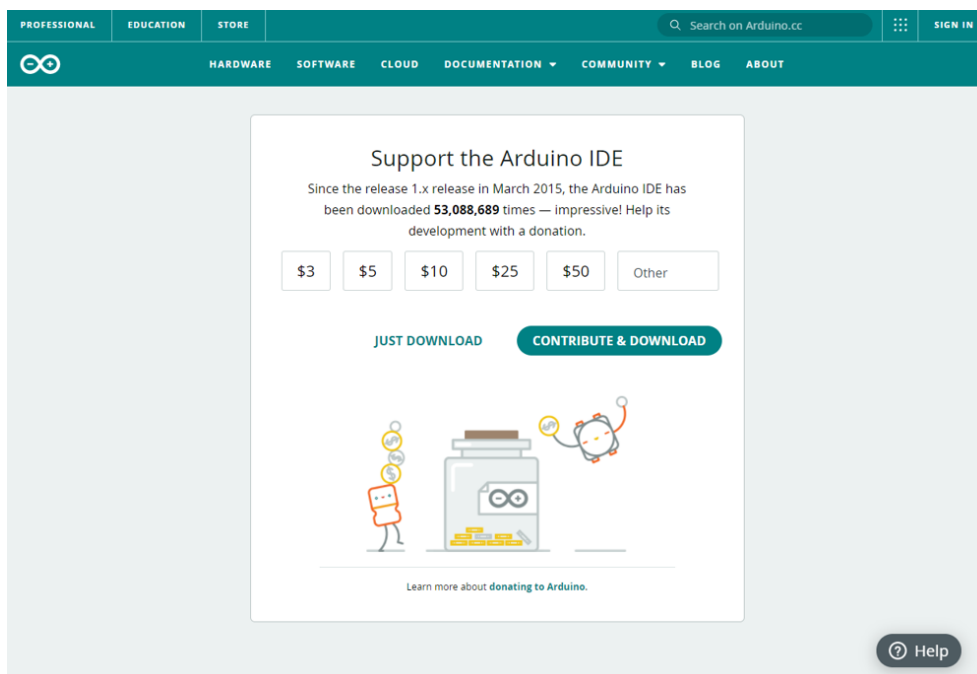 PROFESSIONAL EDUCATION STORE Search on Arduino.cc SIGN IN
HARDWARE SOFTWARE CLOUD DOCUMENTATION COMMUNITY BLOG ABOUT
Support the Arduino IDE
Since the release 1.x release in March 2015, the Arduino IDE has
been downloaded 53,088,689 times — impressive! Help its
development with a donation.
$3 $5 $10 $25 $50 Other
JUST DOWNLOAD CONTRIBUTE & DOWNLOAD
$
$
$
$
Learn more about donating to Arduino.
Help